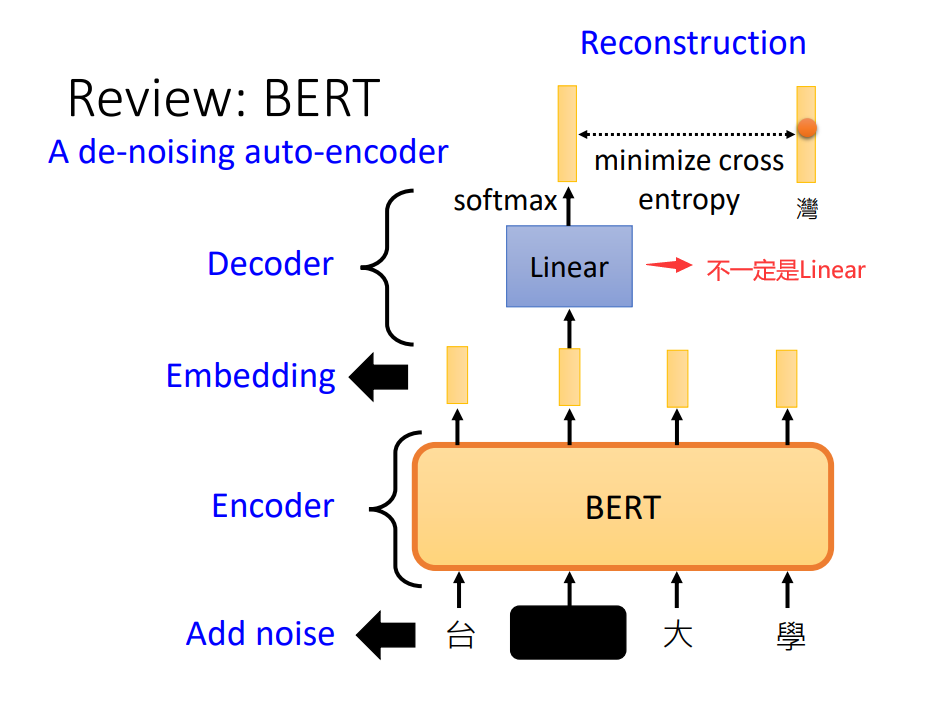 Reconstruction
Review: BERT
A de-noising auto-encoder
minimize cross
entropy
灣
softmax
Decoder
Linear
不一定是Linear
Embedding
Encoder
BERT
Add noise
台
大
學